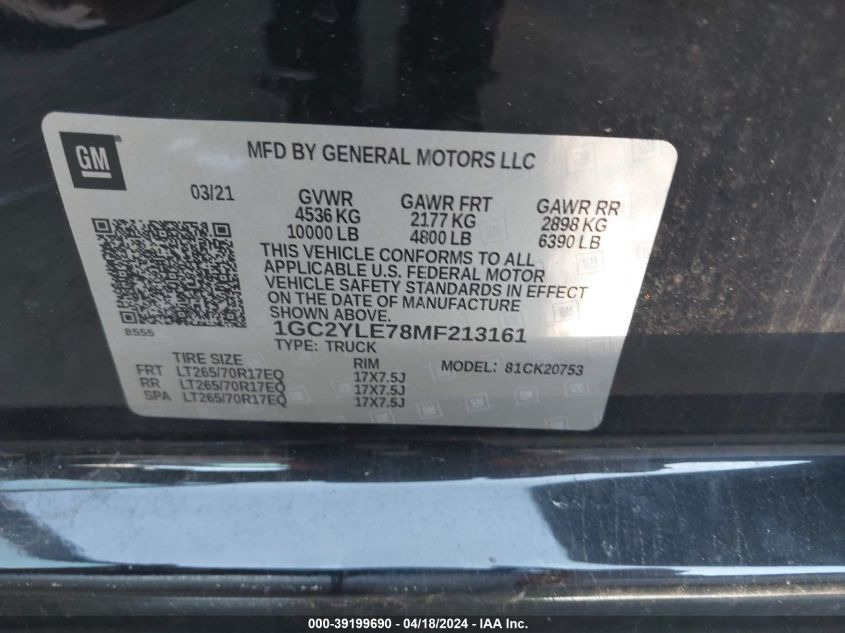 GM
MFD BY GENERAL MOTORS LLC
03/21 GVWR GAWR FRT GAWR RR
4536 KG 2177 KG 2898 KG
10000 LB 4800 LB 6390 LB
THIS VEHICLE CONFORMS TO ALL
APPLICABLE U.S. FEDERAL MOTOR
VEHICLE SAFETY STANDARDS IN EFFECT
ON THE DATE OF MANUFACTURE
SHOWN ABOVE.
B555
1GC2YLE78MF213161
TYPE: TRUCK MODEL: 81CK20753
TIRE SIZE RIM
FRT LT265/70R17EQ 17X7.5J
RR LT265/70R17EQ 17X7.5J
SPA LT265/70R17EQ 17X7.5J
000-39199690 - 04/18/2024 - IAA Inc.